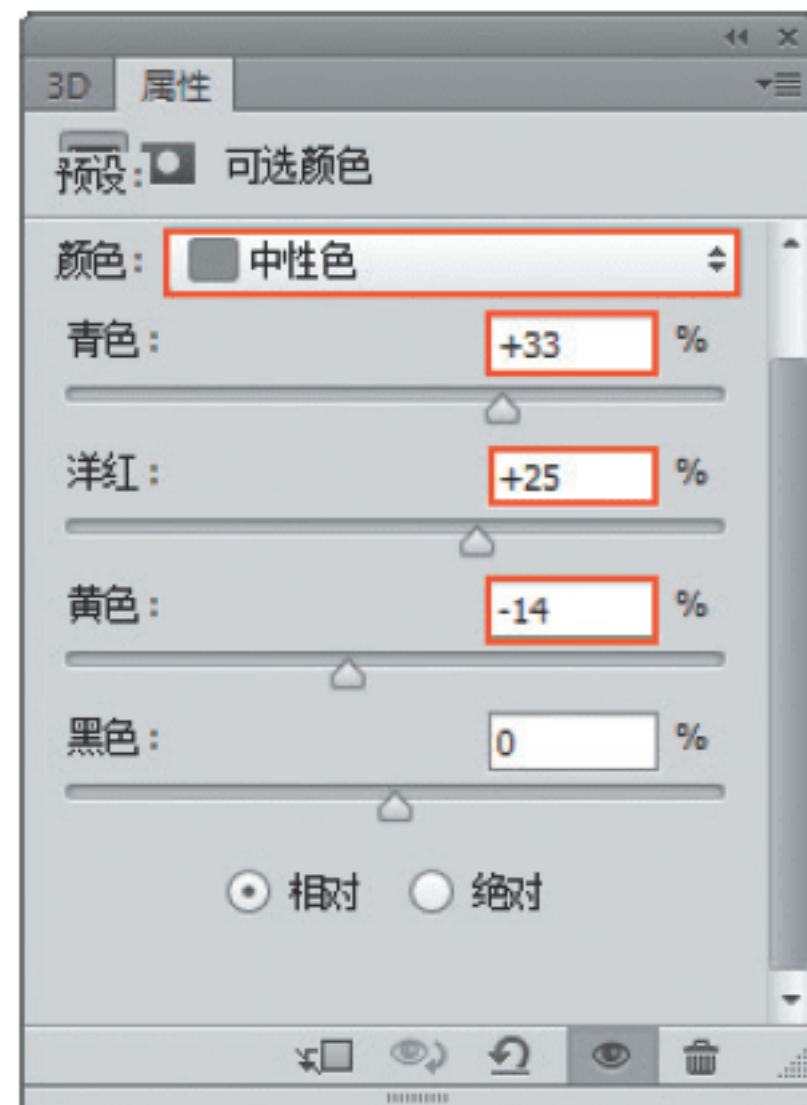 3D 属性
预设: 可选颜色
颜色: 中性色
青色: +33 %
洋红: +25 %
黄色: -14 %
黑色: 0 %
相对 绝对